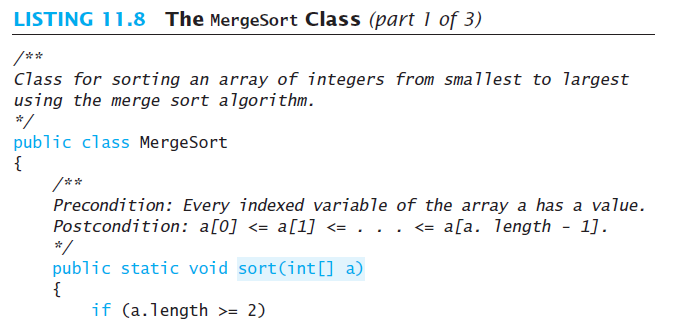 LISTING 11.8 The MergeSort Class (part 1 of 3)
/**
Class for sorting an array of integers from smallest to largest
using the merge sort algorithm.
*/
public class MergeSort
{
/**
Precondition: Every indexed variable of the array a has a value.
Postcondition: a[0] <= a[1] <= . . . <= a[a. length - 1].
*/
public static void sort(int[] a)
{
if (a.length >= 2)